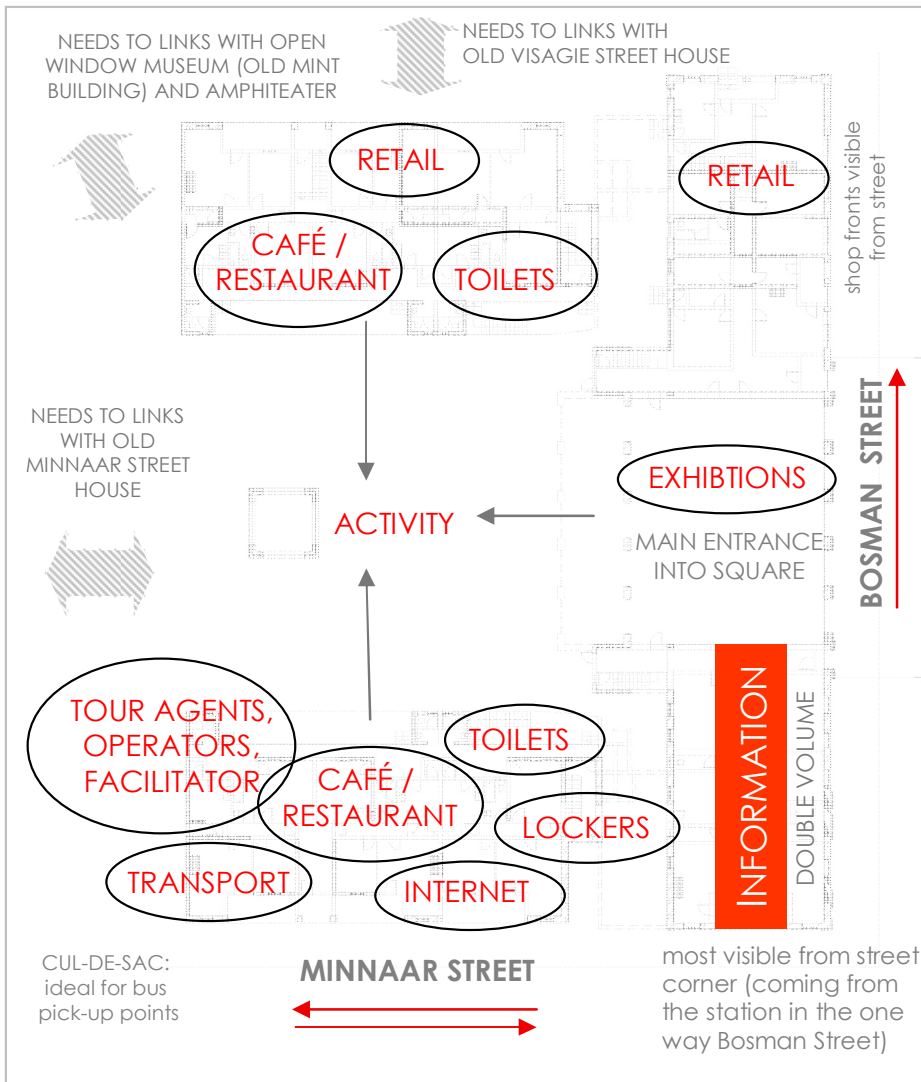 NEEDS TO LINKS WITH OPEN
WINDOW MUSEUM (OLD MINT
BUILDING) AND AMPHITEATER
NEEDS TO LINKS WITH
OLD VISAGIE STREET HOUSE
RETAIL
RETAIL
shop fronts visible
from street
CAFÉ /
RESTAURANT
TOILETS
NEEDS TO LINKS
WITH OLD
MINNAAR STREET
HOUSE
BOSMAN STREET
EXHIBTIONS
ACTIVITY
MAIN ENTRANCE
INTO SQUARE
TOUR AGENTS,
OPERATORS,
FACILITATOR
TOILETS
CAFÉ /
RESTAURANT
LOCKERS
INFORMATION
DOUBLE VOLUME
TRANSPORT
INTERNET
CUL-DE-SAC:
ideal for bus
pick-up points
MINNAAR STREET
most visible from street
corner (coming from
the station in the one
way Bosman Street)